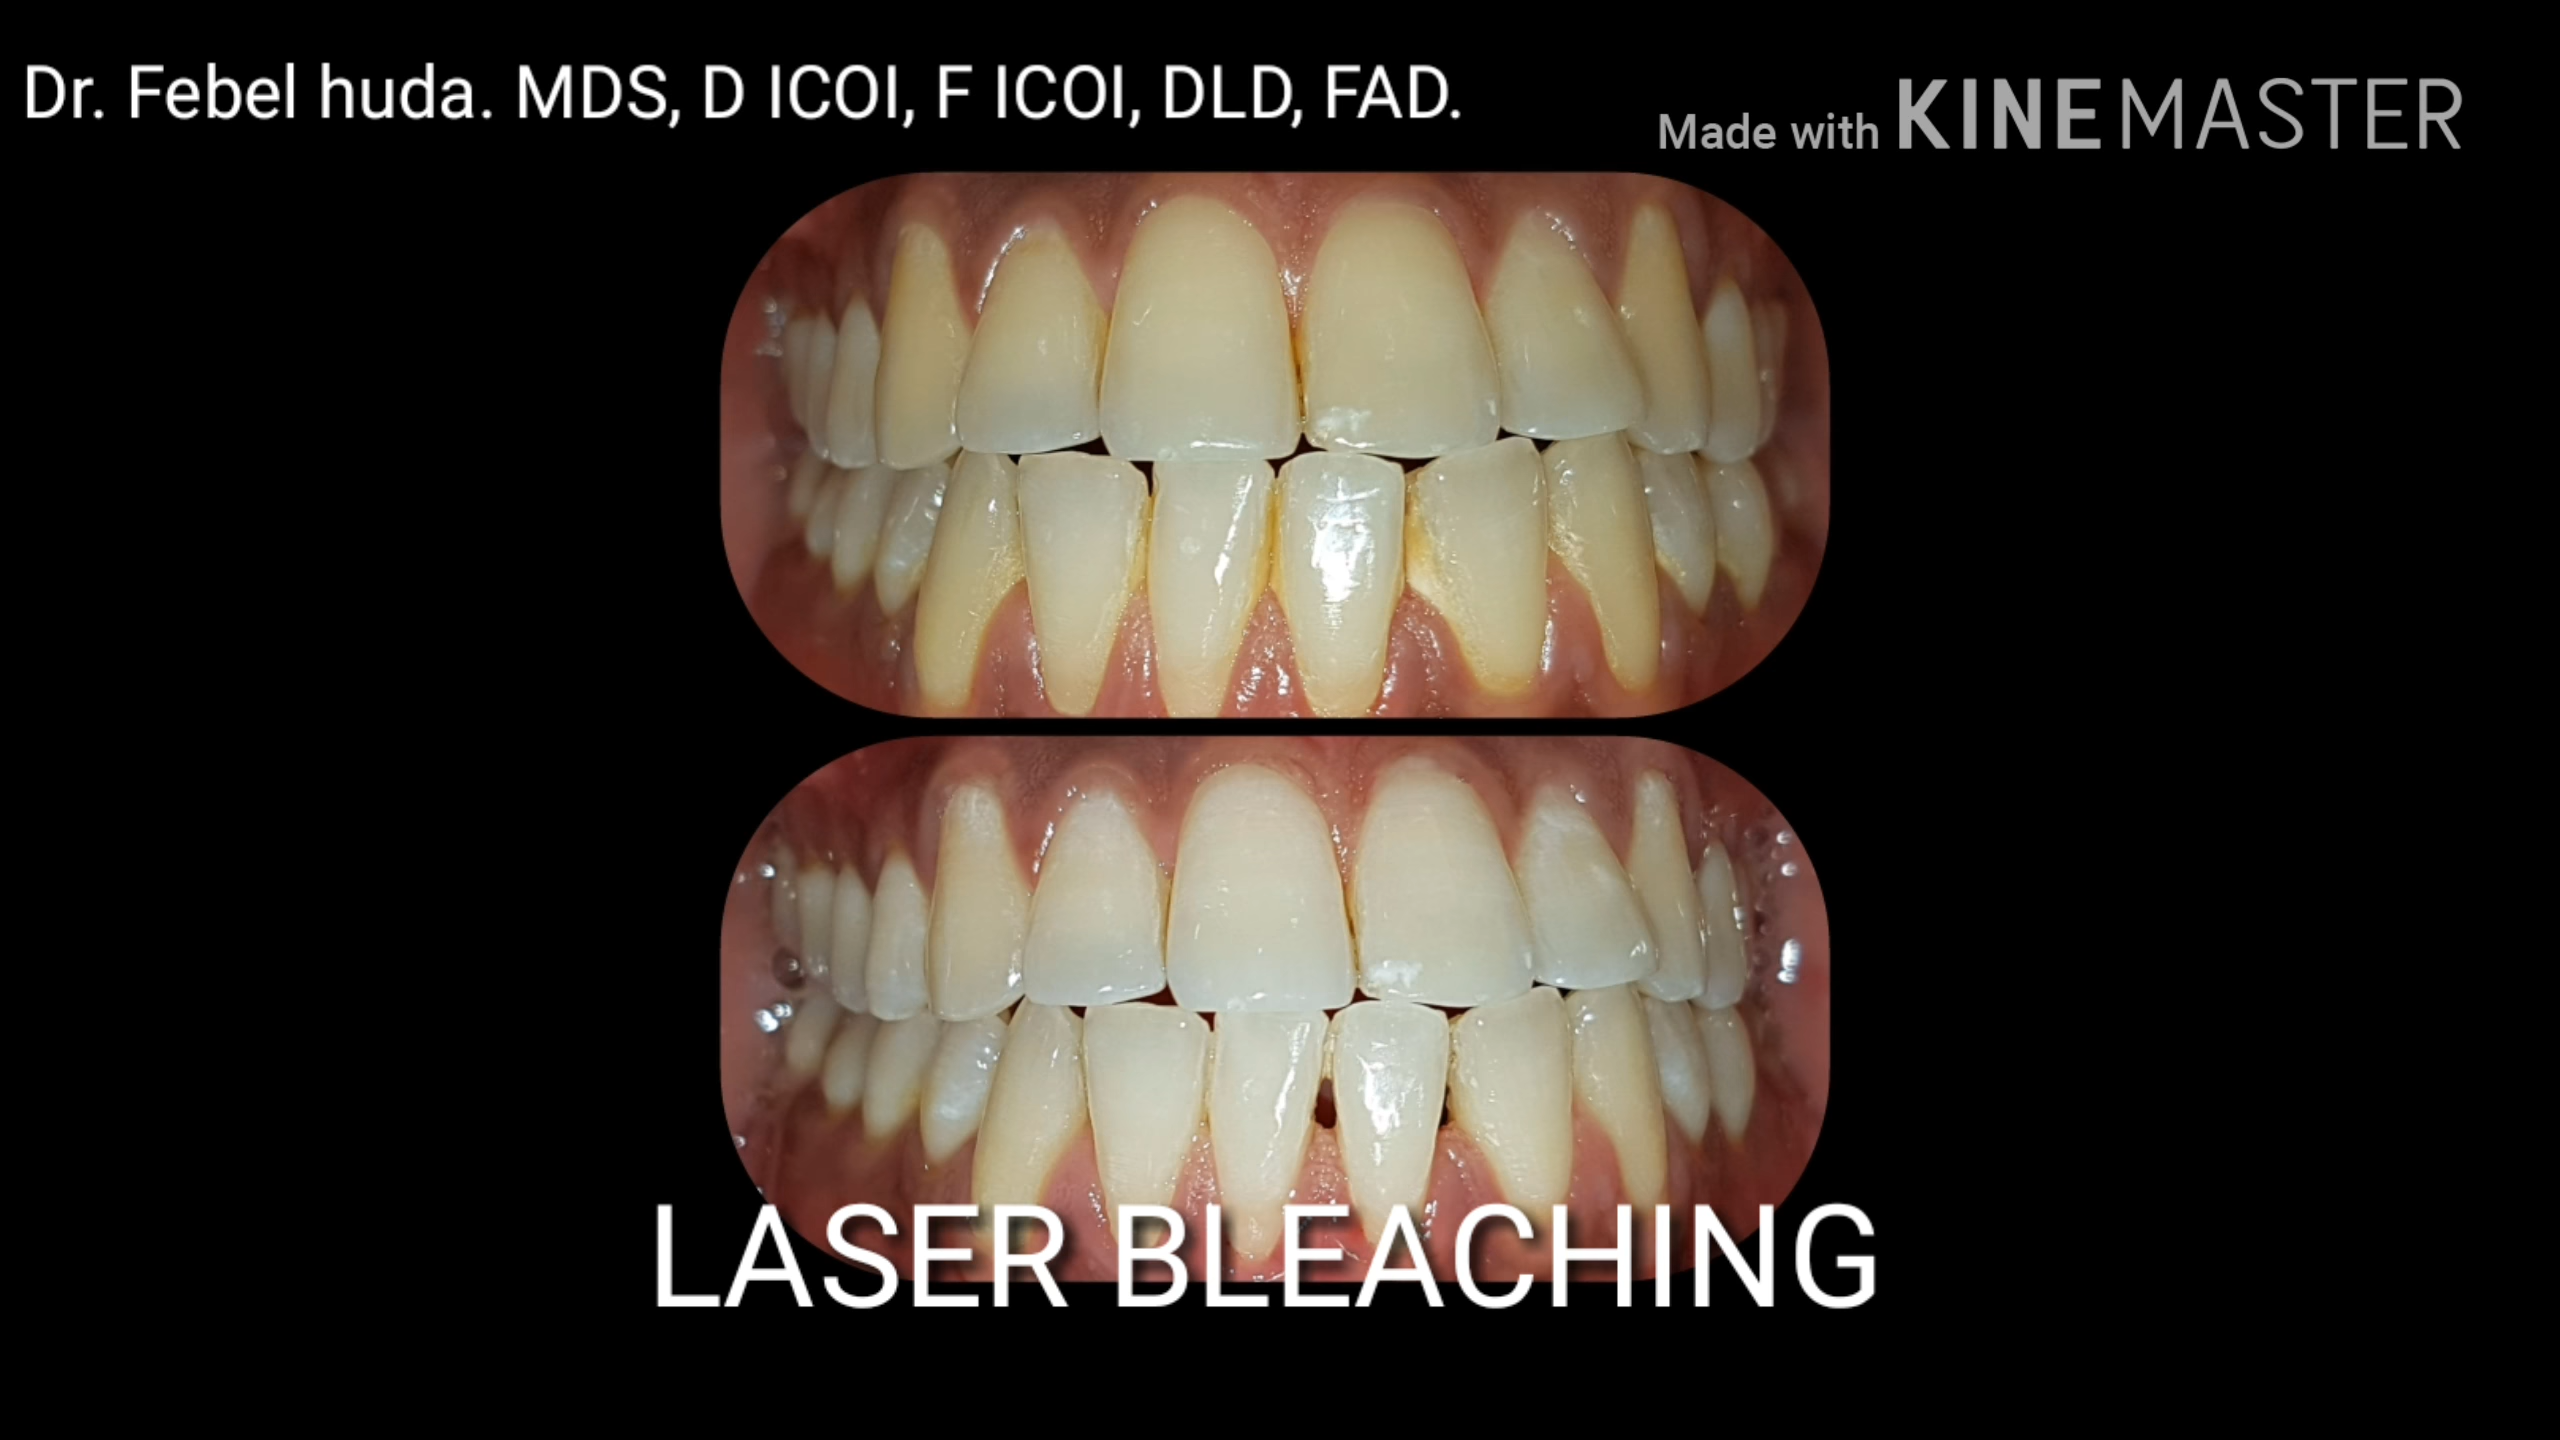 Dr. Febel huda. MDS, D ICOI, F ICOI, DLD, FAD.
Made with KINEMASTER
LASER BLEACHING